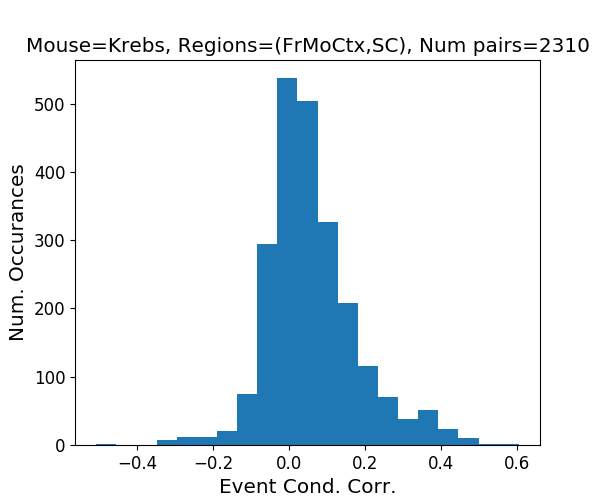 Mouse=Krebs, Regions=(FrMoCtx,SC), Num pairs=2310
500
400
300
200
100
0
Num. Occurances
−0.4 −0.2 0.0 0.2 0.4 0.6
Event Cond. Corr.